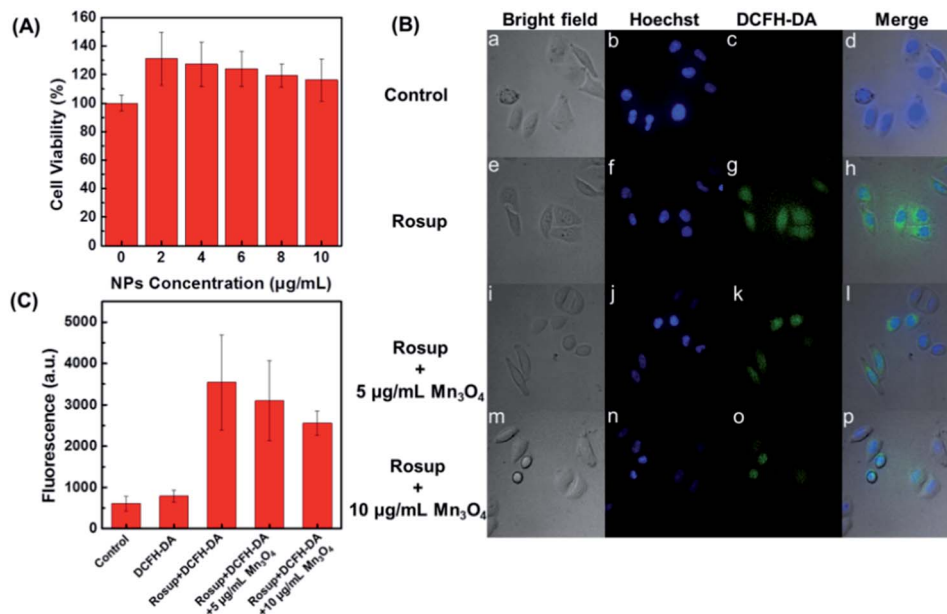 (A)
Cell Viability (%)
160
140
120
100
80
60
40
20
0
0 2 4 6 8 10
NPs Concentration (µg/mL)
(B)
Bright field Hoechst DCFH-DA Merge
Control
a b c d
Rosup
e f g h
Rosup
+
5 µg/mL Mn₃O₄
i j k l
Rosup
+
10 µg/mL Mn₃O₄
m n o p
(C)
Fluorescence (a.u.)
5000
4000
3000
2000
1000
0
Control
DCFH-DA
Rosup+DCFH-DA
Rosup+DCFH-DA
+5 µg/mL Mn₃O₄
Rosup+DCFH-DA
+10 µg/mL Mn₃O₄